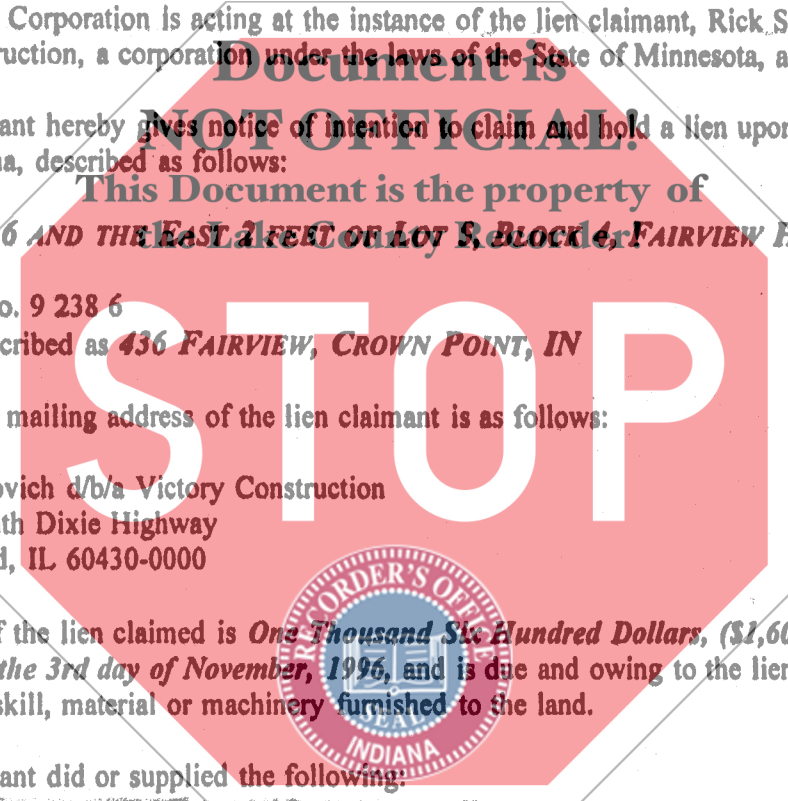 Corporation is acting at the instance of the lien claimant, Rick S
ruction, a corporation under the laws of the State of Minnesota, a
Document is
ant hereby gives notice of intention to claim and hold a lien upor
NOT OFFICIAL!
na, described as follows:
This Document is the property of
6 AND THE EAST 2 FEET OF LOT 5, BLOCK 4, FAIRVIEW H
the Lake County Recorder!
o. 9 238 6
cribed as 436 FAIRVIEW, CROWN POINT, IN
STOP
mailing address of the lien claimant is as follows:
ovich d/b/a Victory Construction
th Dixie Highway
d, IL 60430-0000
RECORDER'S OFFICE
f the lien claimed is One Thousand Six Hundred Dollars, ($1,60
the 3rd day of November, 1996, and is due and owing to the lien
skill, material or machinery furnished to the land.
SEAL
INDIANA
ant did or supplied the following: